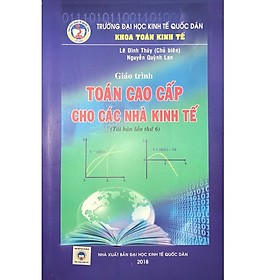 TRƯỜNG ĐẠI HỌC KINH TẾ QUỐC DÂN
KHOA TOÁN KINH TẾ
Lê Đình Thúy (Chủ biên)
Nguyễn Quỳnh Lan
Giáo trình
TOÁN CAO CẤP
CHO CÁC NHÀ KINH TẾ
(Tái bản lần thứ 6)
NHÀ XUẤT BẢN ĐẠI HỌC KINH TẾ QUỐC DÂN
2018